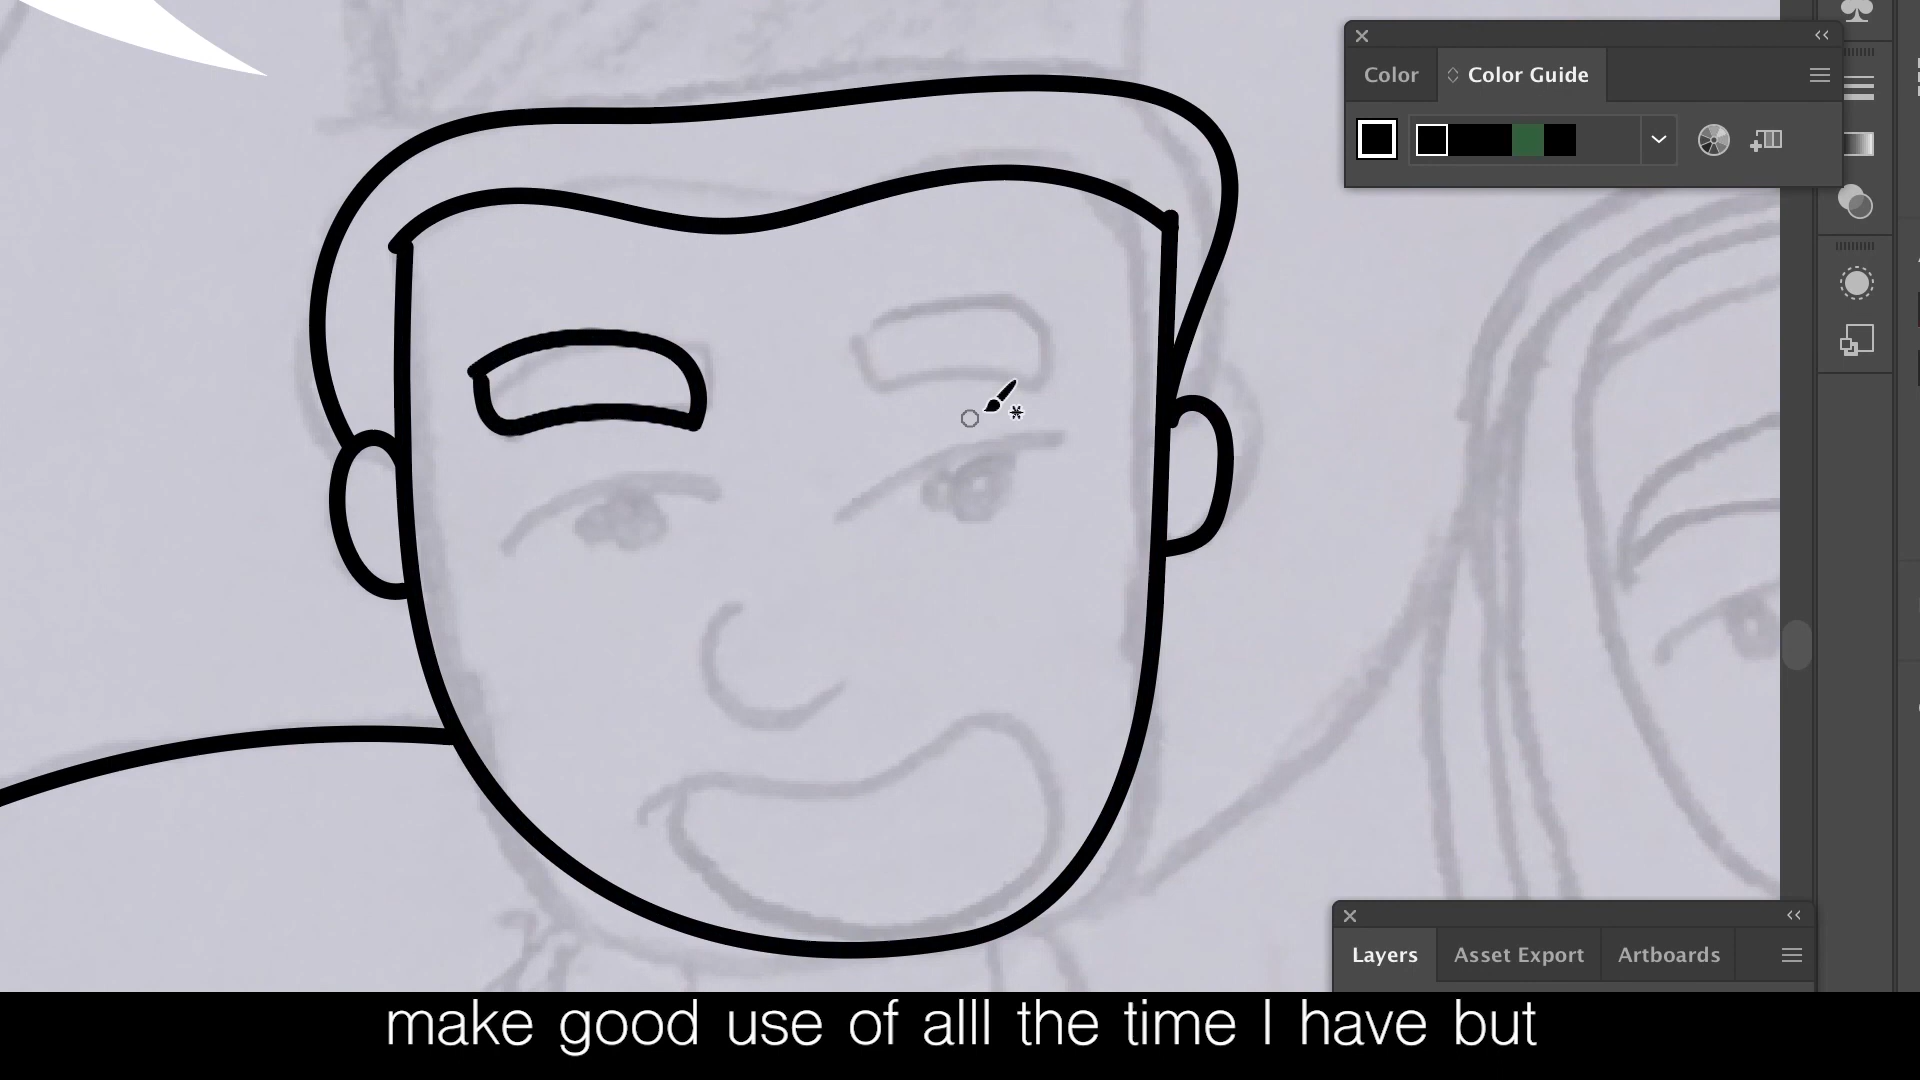 Color
Color Guide
Layers
Asset Export
Artboards
make good use of alll the time I have but